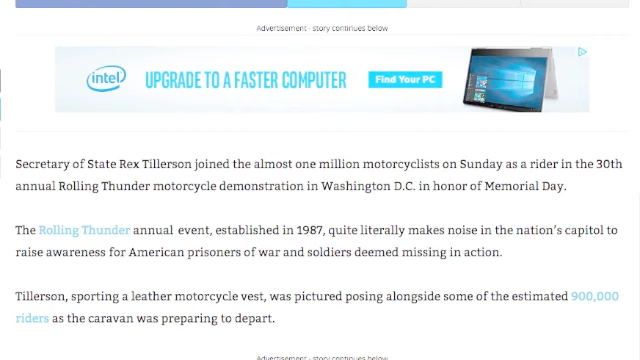 Advertisement - story continues below
intel
UPGRADE TO A FASTER COMPUTER
Find Your PC
Secretary of State Rex Tillerson joined the almost one million motorcyclists on Sunday as a rider in the 30th
annual Rolling Thunder motorcycle demonstration in Washington D.C. in honor of Memorial Day.
The Rolling Thunder annual event, established in 1987, quite literally makes noise in the nation's capitol to
raise awareness for American prisoners of war and soldiers deemed missing in action.
Tillerson, sporting a leather motorcycle vest, was pictured posing alongside some of the estimated 900,000
riders as the caravan was preparing to depart.
Advertisement - story continues below